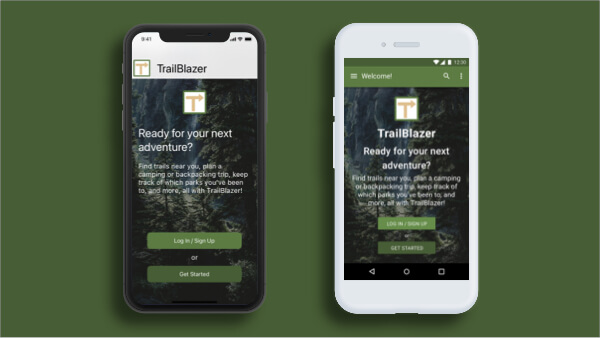 9:41
TrailBlazer
Ready for your next
adventure?
Find trails near you, plan a
camping or backpacking trip, keep
track of which parks you've been
to, and more, all with TrailBlazer!
Log In / Sign Up
or
Get Started
12:30
Welcome!
TrailBlazer
Ready for your next
adventure?
Find trails near you, plan a camping
or backpacking trip, keep track of
which parks you've been to, and
more, all with TrailBlazer!
LOG IN / SIGN UP
or
GET STARTED